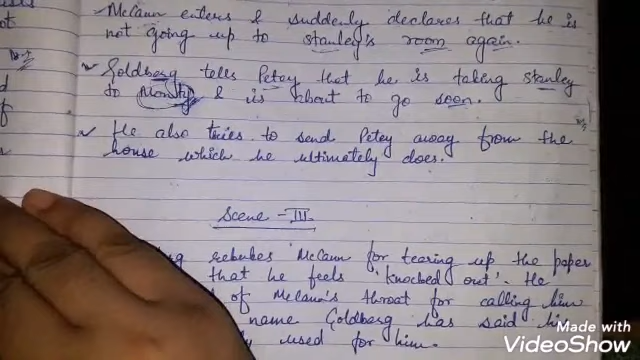 McCann enters & suddenly declares that he is
not going up to stanley's room again.
Goldberg tells Petey that he is taking stanley
to Monty & is about to go soon.
He also tries to send Petey away from the
house which he ultimately does.
Scene - III
rebukes McCann for tearing up the paper
that he feels 'knocked out'. He
of McCann's throat for calling him
name Goldberg has said his
used for him.
Made with
VideoShow